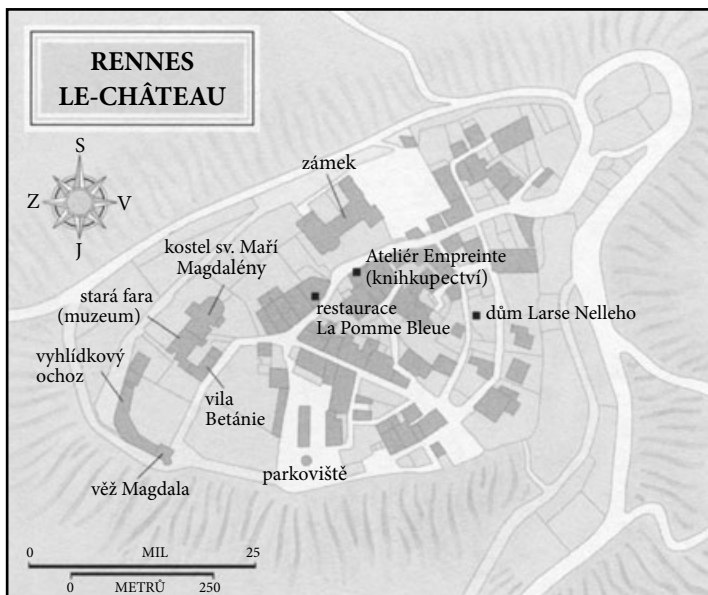 RENNES
LE-CHÂTEAU
S
Z
V
J
zámek
kostel sv. Maří
Magdalény
Ateliér Empreinte
(knihkupectví)
stará fara
(muzeum)
restaurace
La Pomme Bleue
dům Larse Nelleho
vyhlídkový
ochoz
vila
Betánie
věž Magdala
parkoviště
0 MIL 25
0 METRŮ 250